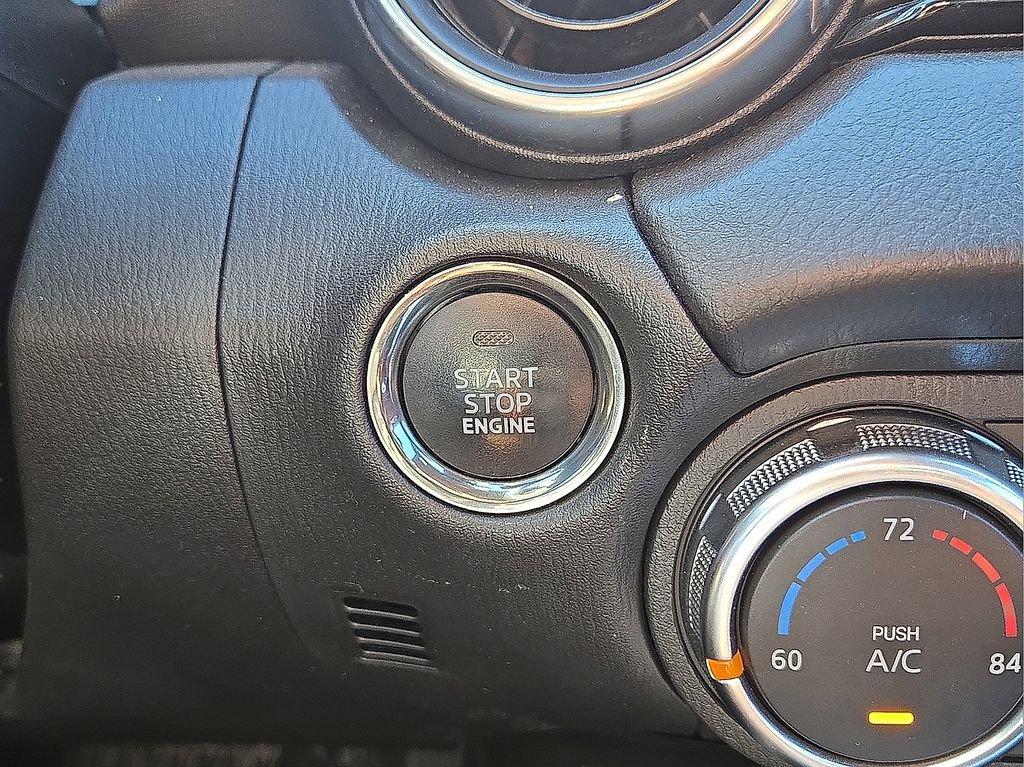 START
STOP
ENGINE
72
60
84
PUSH
A/C